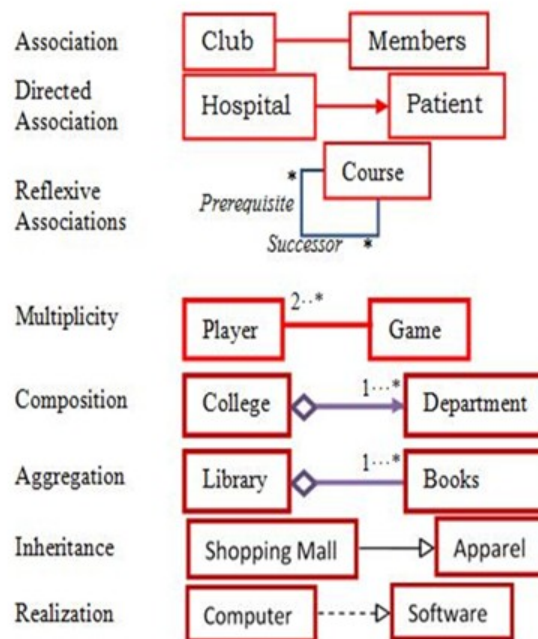 Association Club Members
Directed
Association Hospital Patient
Reflexive
Associations * Course
Prerequisite
Successor *
Multiplicity Player 2··* Game
Composition College 1···* Department
Aggregation Library 1···* Books
Inheritance Shopping Mall Apparel
Realization Computer Software